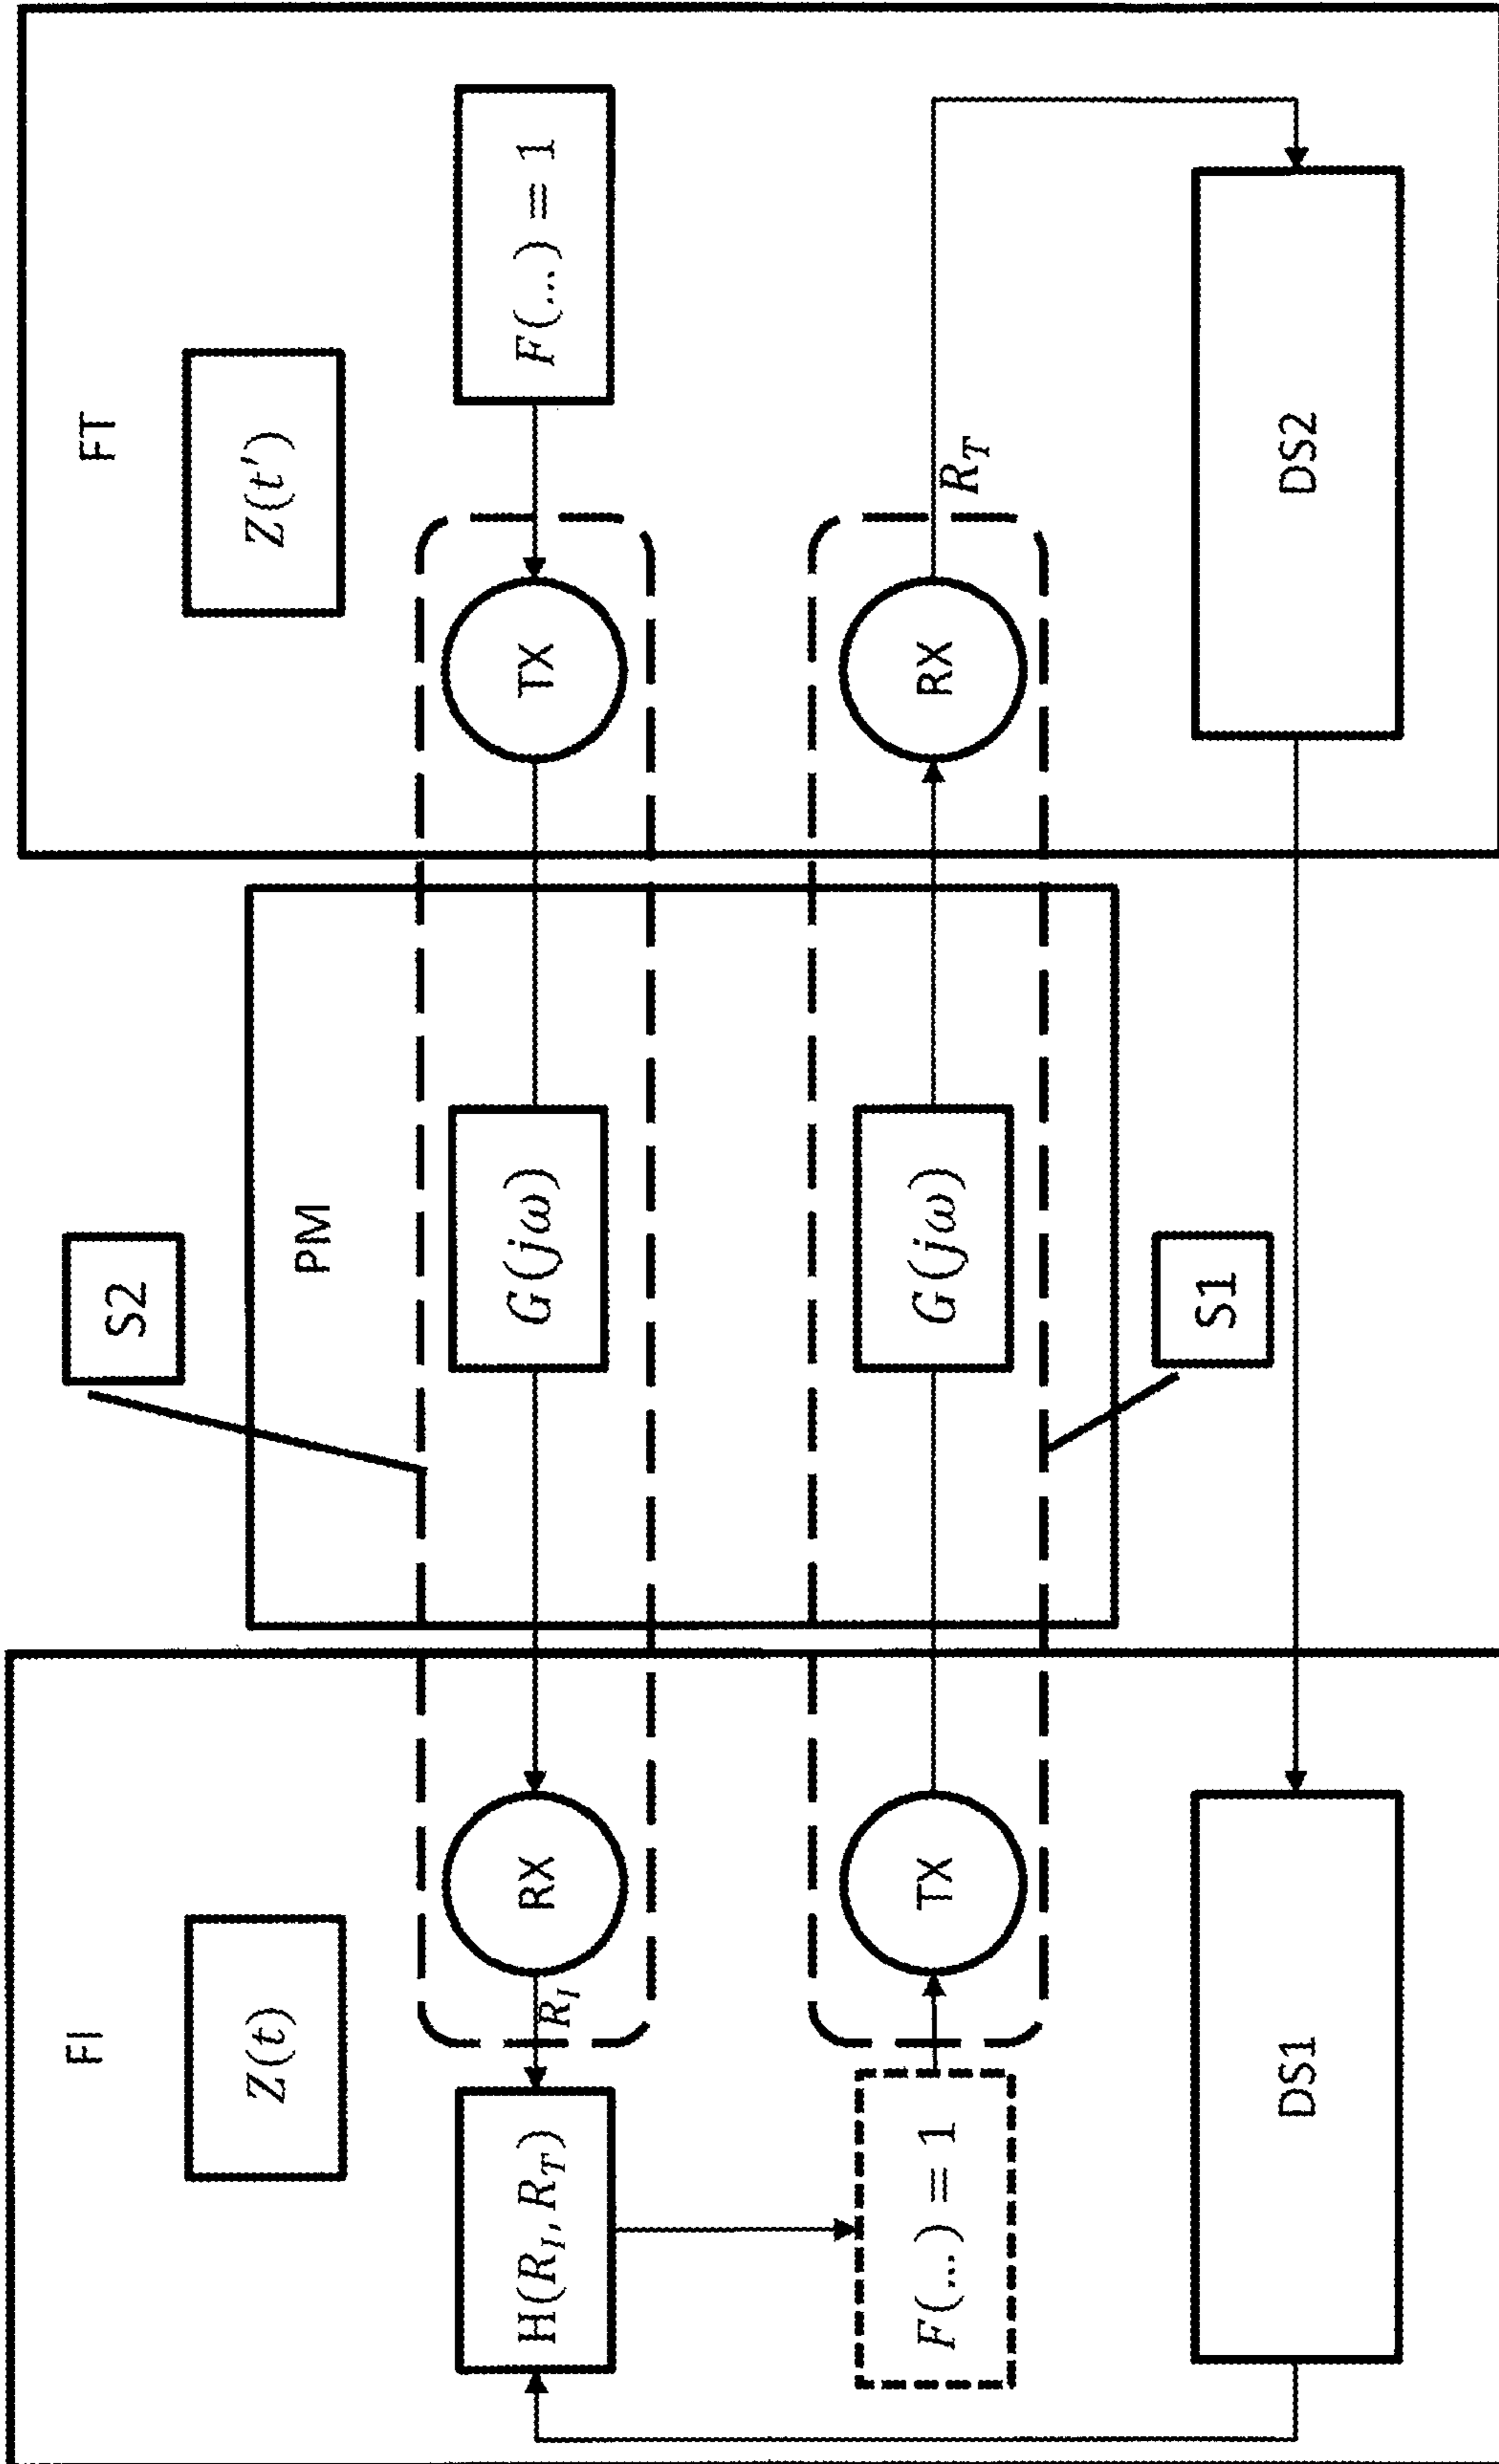 FI
Z(t)
H(R_I, R_T)
R_I
RX
F(...) = 1
TX
DS1
S2
PM
G(jω)
G(jω)
S1
FT
Z(t')
TX
F(...) = 1
RX
R_T
DS2